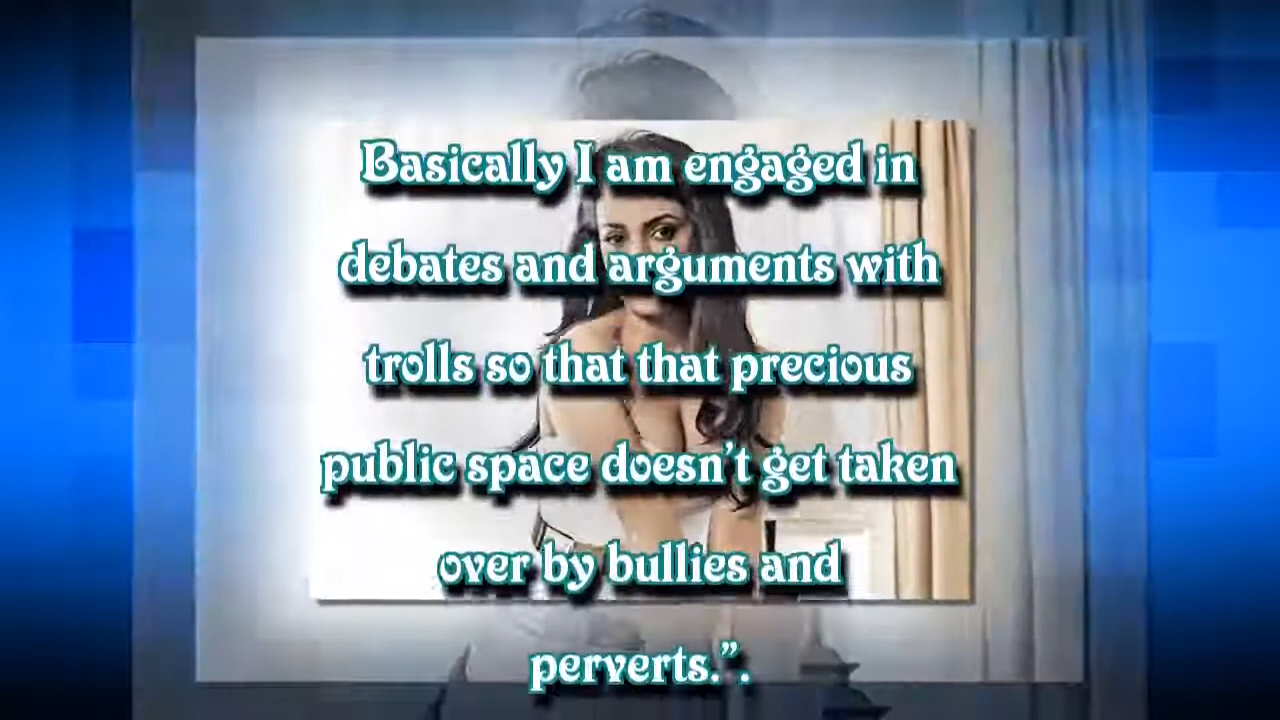 Basically I am engaged in
debates and arguments with
trolls so that that precious
public space doesn’t get taken
over by bullies and
perverts.”.